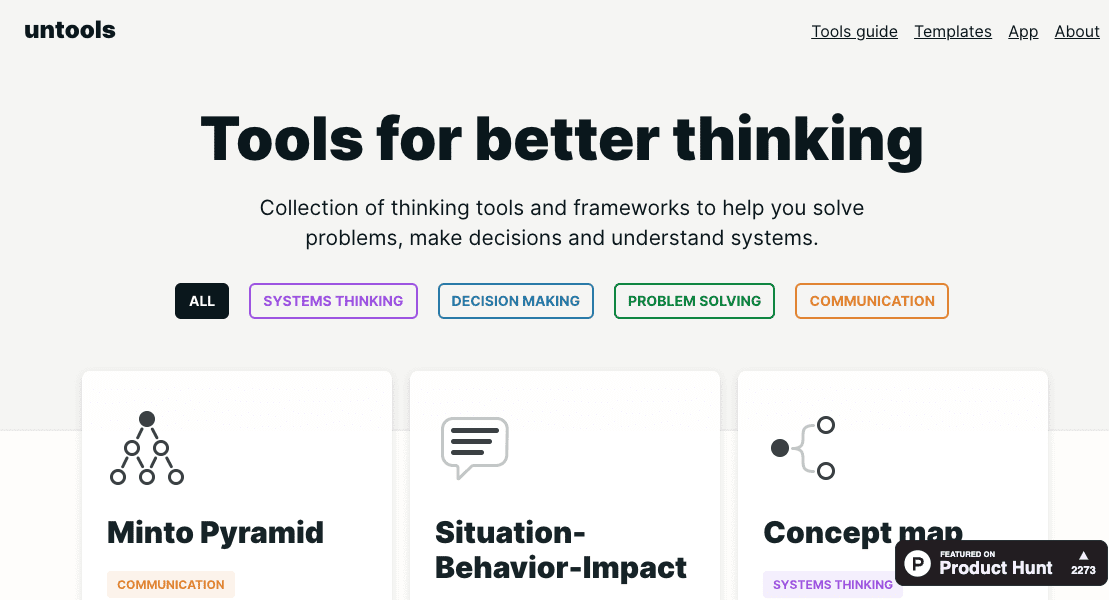 untools
Tools guide
Templates
App
About
Tools for better thinking
Collection of thinking tools and frameworks to help you solve
problems, make decisions and understand systems.
ALL
SYSTEMS THINKING
DECISION MAKING
PROBLEM SOLVING
COMMUNICATION
Minto Pyramid
COMMUNICATION
Situation-
Behavior-Impact
Concept map
SYSTEMS THINKING
P
FEATURED ON
Product Hunt
2273